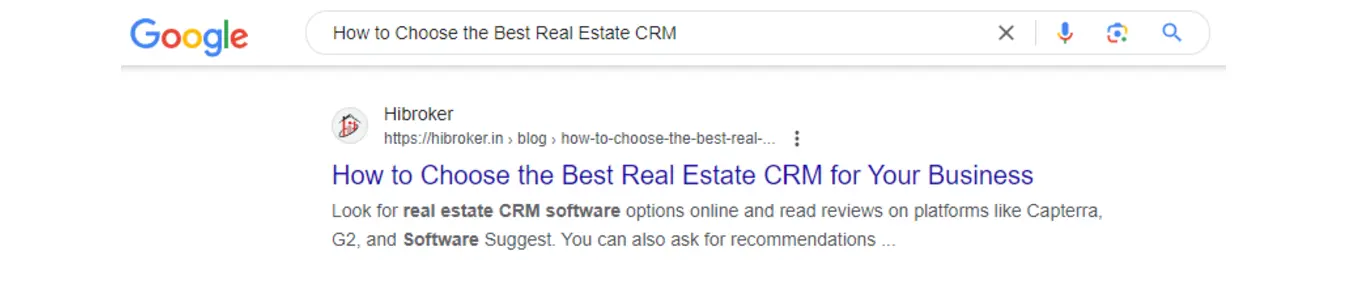 Google
How to Choose the Best Real Estate CRM
Hibroker
https://hibroker.in › blog › how-to-choose-the-best-real-...
How to Choose the Best Real Estate CRM for Your Business
Look for real estate CRM software options online and read reviews on platforms like Capterra,
G2, and Software Suggest. You can also ask for recommendations ...